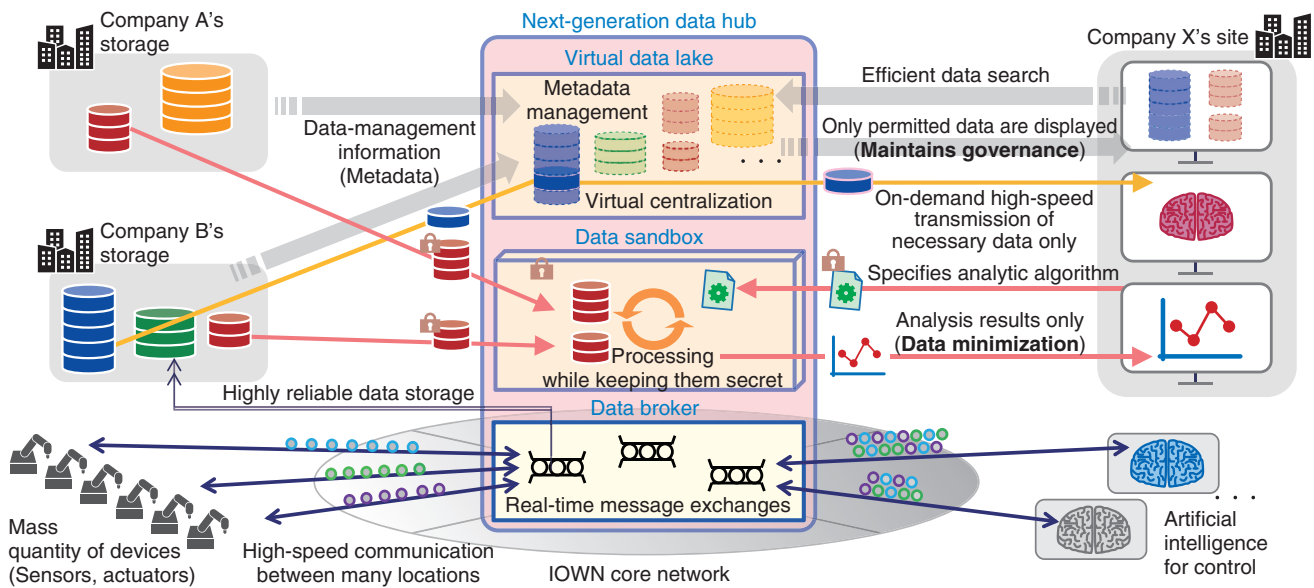 Next-generation data hub
Company A's
storage
Virtual data lake
Company X's site
Metadata
management
Efficient data search
Data-management
information
(Metadata)
Only permitted data are displayed
(Maintains governance)
. . .
Virtual centralization
On-demand high-speed
transmission of
necessary data only
Company B's
storage
Data sandbox
Specifies analytic algorithm
Analysis results only
(Data minimization)
Processing
while keeping them secret
Highly reliable data storage
Data broker
Real-time message exchanges
Mass
quantity of devices
(Sensors, actuators)
High-speed communication
between many locations
IOWN core network
. . .
Artificial
intelligence
for control